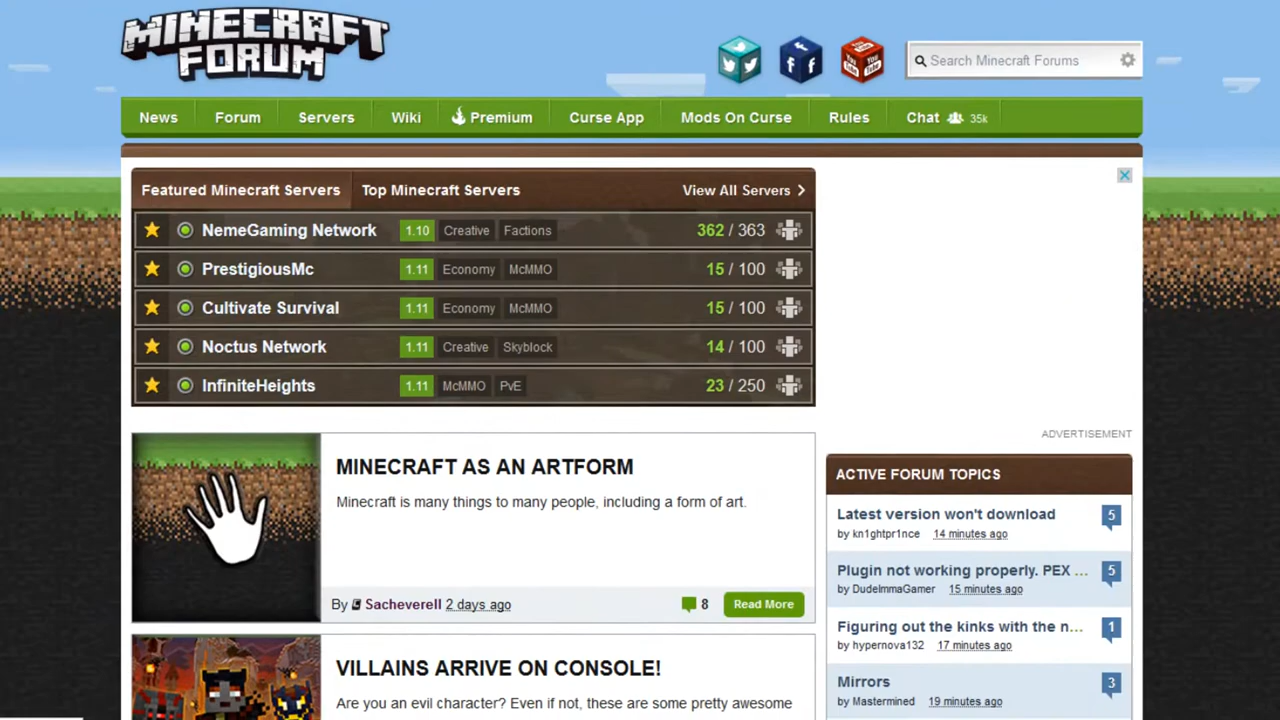 MINECRAFT
FORUM
Search Minecraft Forums
News Forum Servers Wiki Premium Curse App Mods On Curse Rules Chat 35k
Featured Minecraft Servers Top Minecraft Servers View All Servers
NemeGaming Network 1.10 Creative Factions 362 / 363
PrestigiousMc 1.11 Economy McMMO 15 / 100
Cultivate Survival 1.11 Economy McMMO 15 / 100
Noctus Network 1.11 Creative Skyblock 14 / 100
InfiniteHeights 1.11 McMMO PvE 23 / 250
MINECRAFT AS AN ARTFORM
Minecraft is many things to many people, including a form of art.
By Sacheverell 2 days ago 8 Read More
VILLAINS ARRIVE ON CONSOLE!
Are you an evil character? Even if not, these are some pretty awesome
ADVERTISEMENT
ACTIVE FORUM TOPICS
Latest version won't download 5
by kn1ghtpr1nce 14 minutes ago
Plugin not working properly. PEX ... 5
by DudeImmaGamer 15 minutes ago
Figuring out the kinks with the n... 1
by hypernova132 17 minutes ago
Mirrors 3
by Mastermined 19 minutes ago